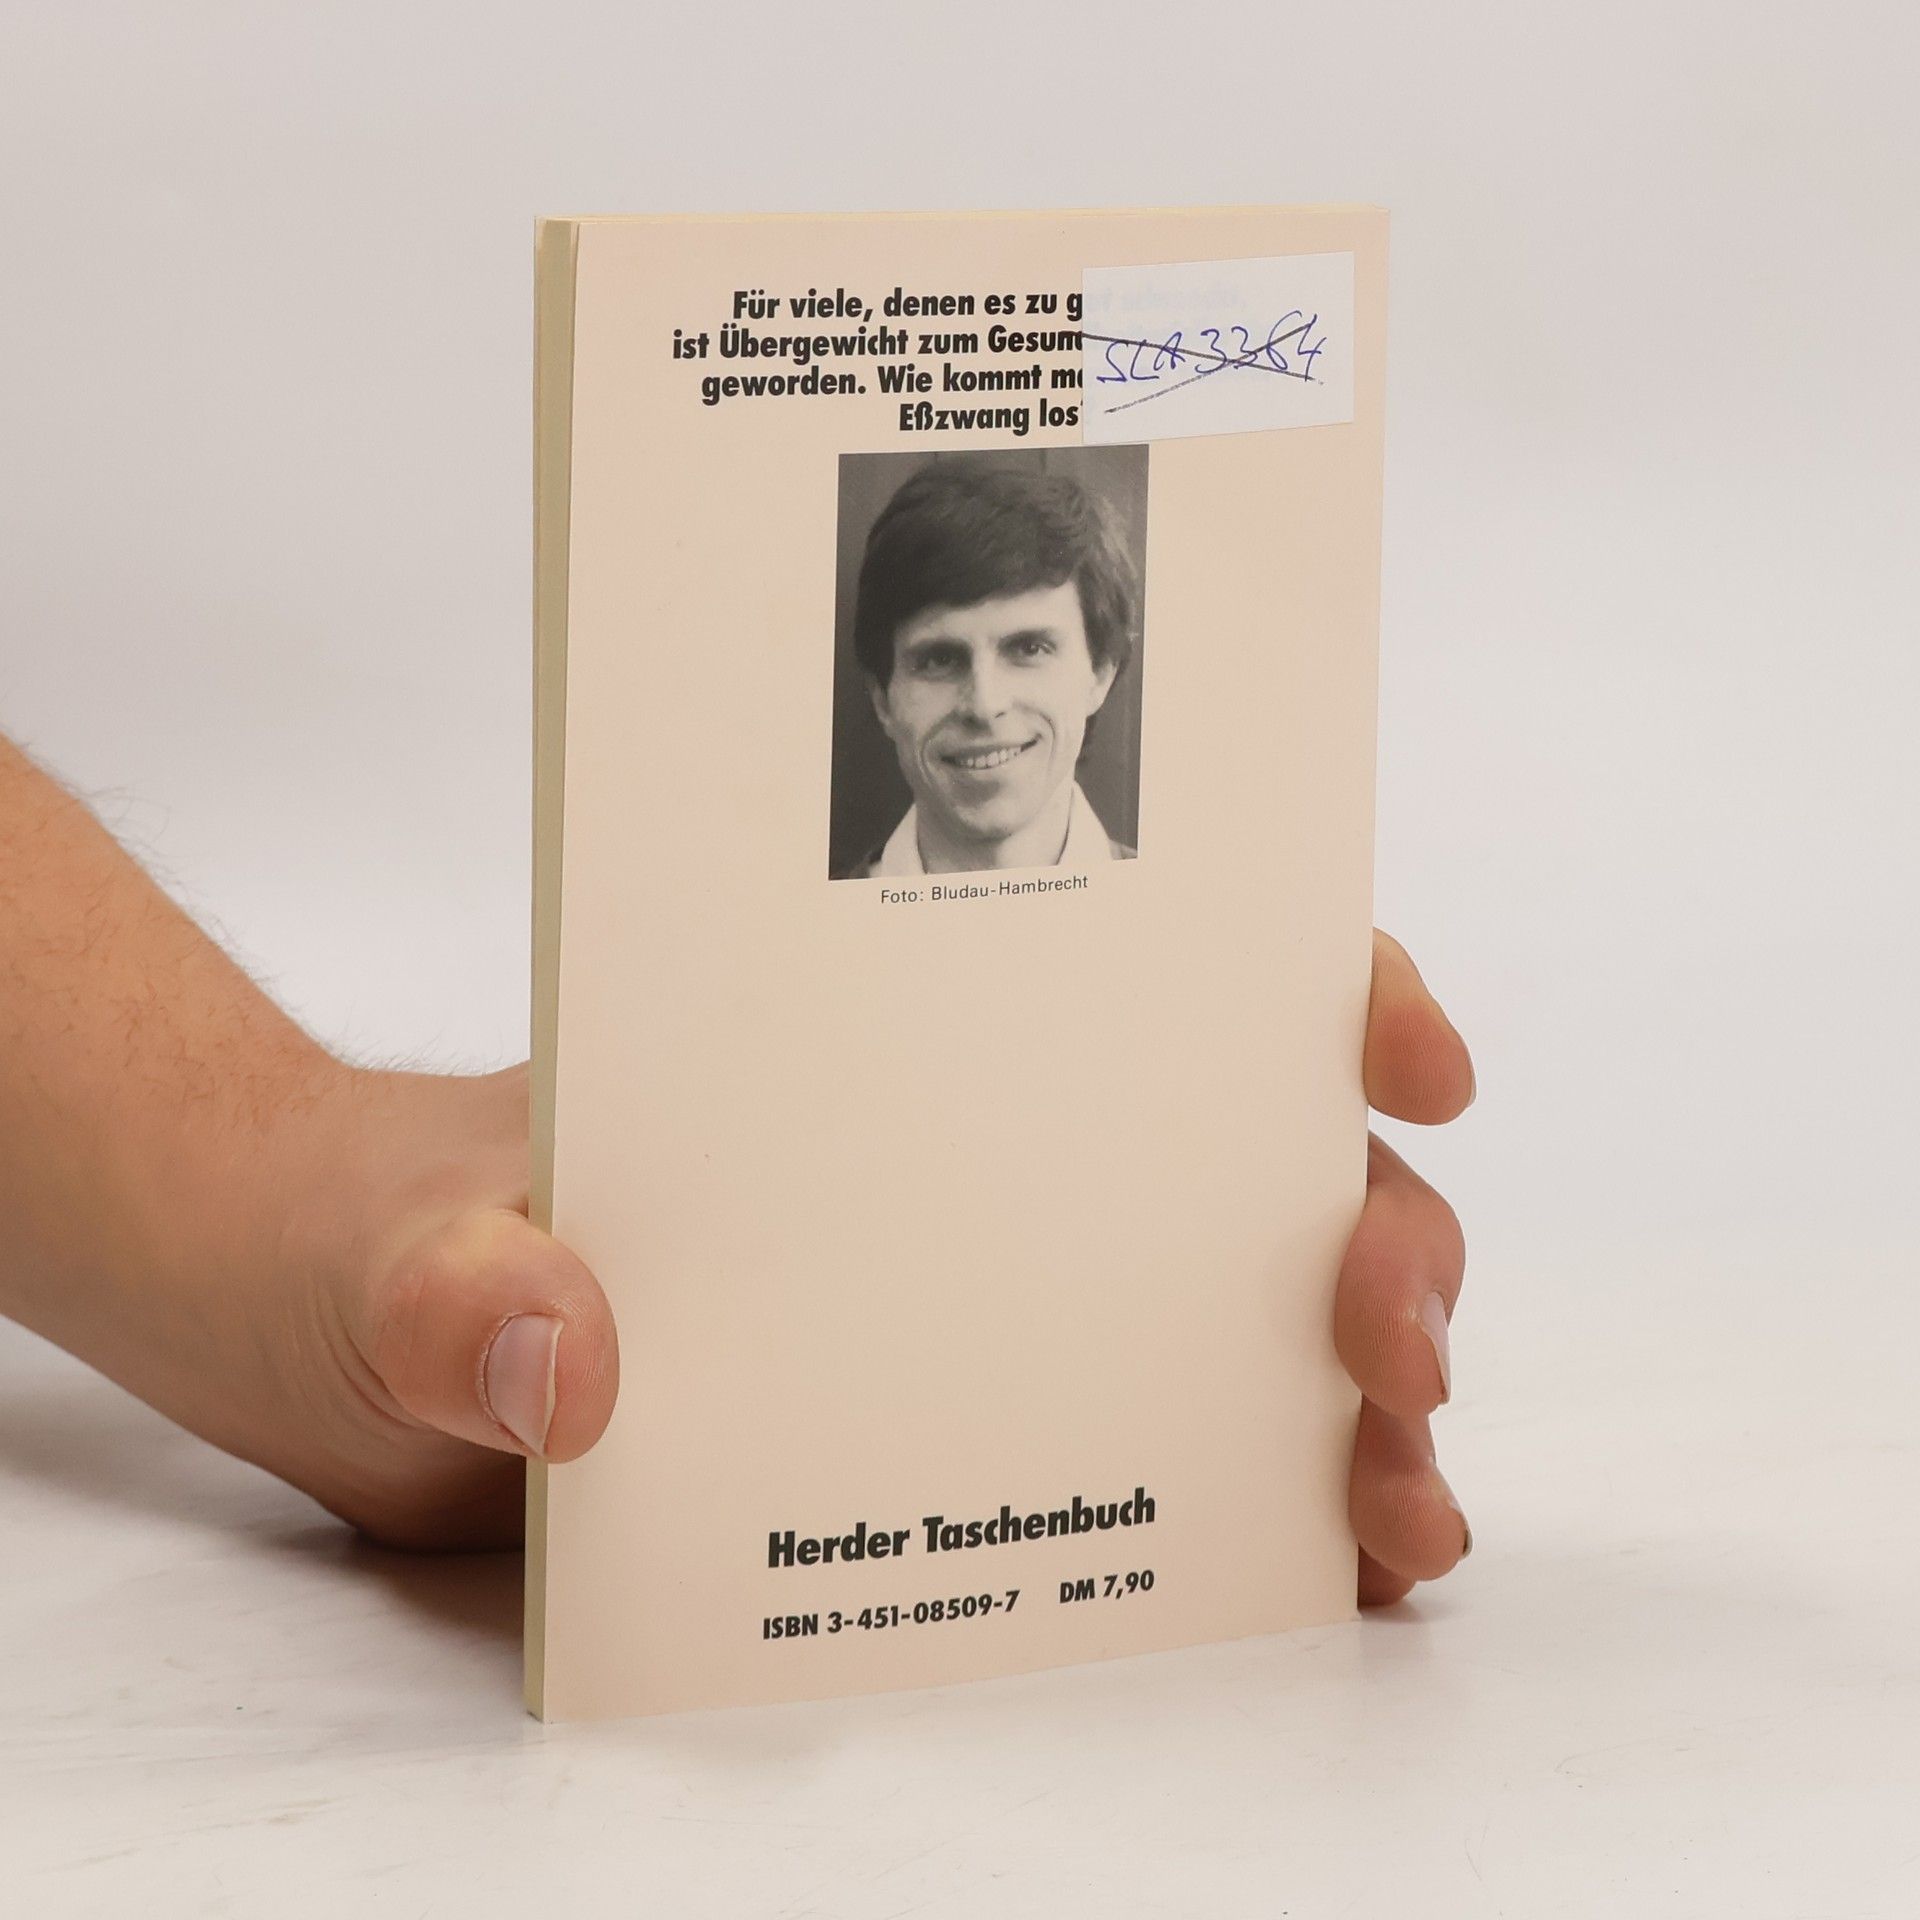 Für viele, denen es zu g
ist Übergewicht zum Gesun
geworden. Wie kommt ma
Eßzwang los?
SLA 3364
Foto: Bludau-Hambrecht
Herder Taschenbuch
ISBN 3-451-08509-7 DM 7,90